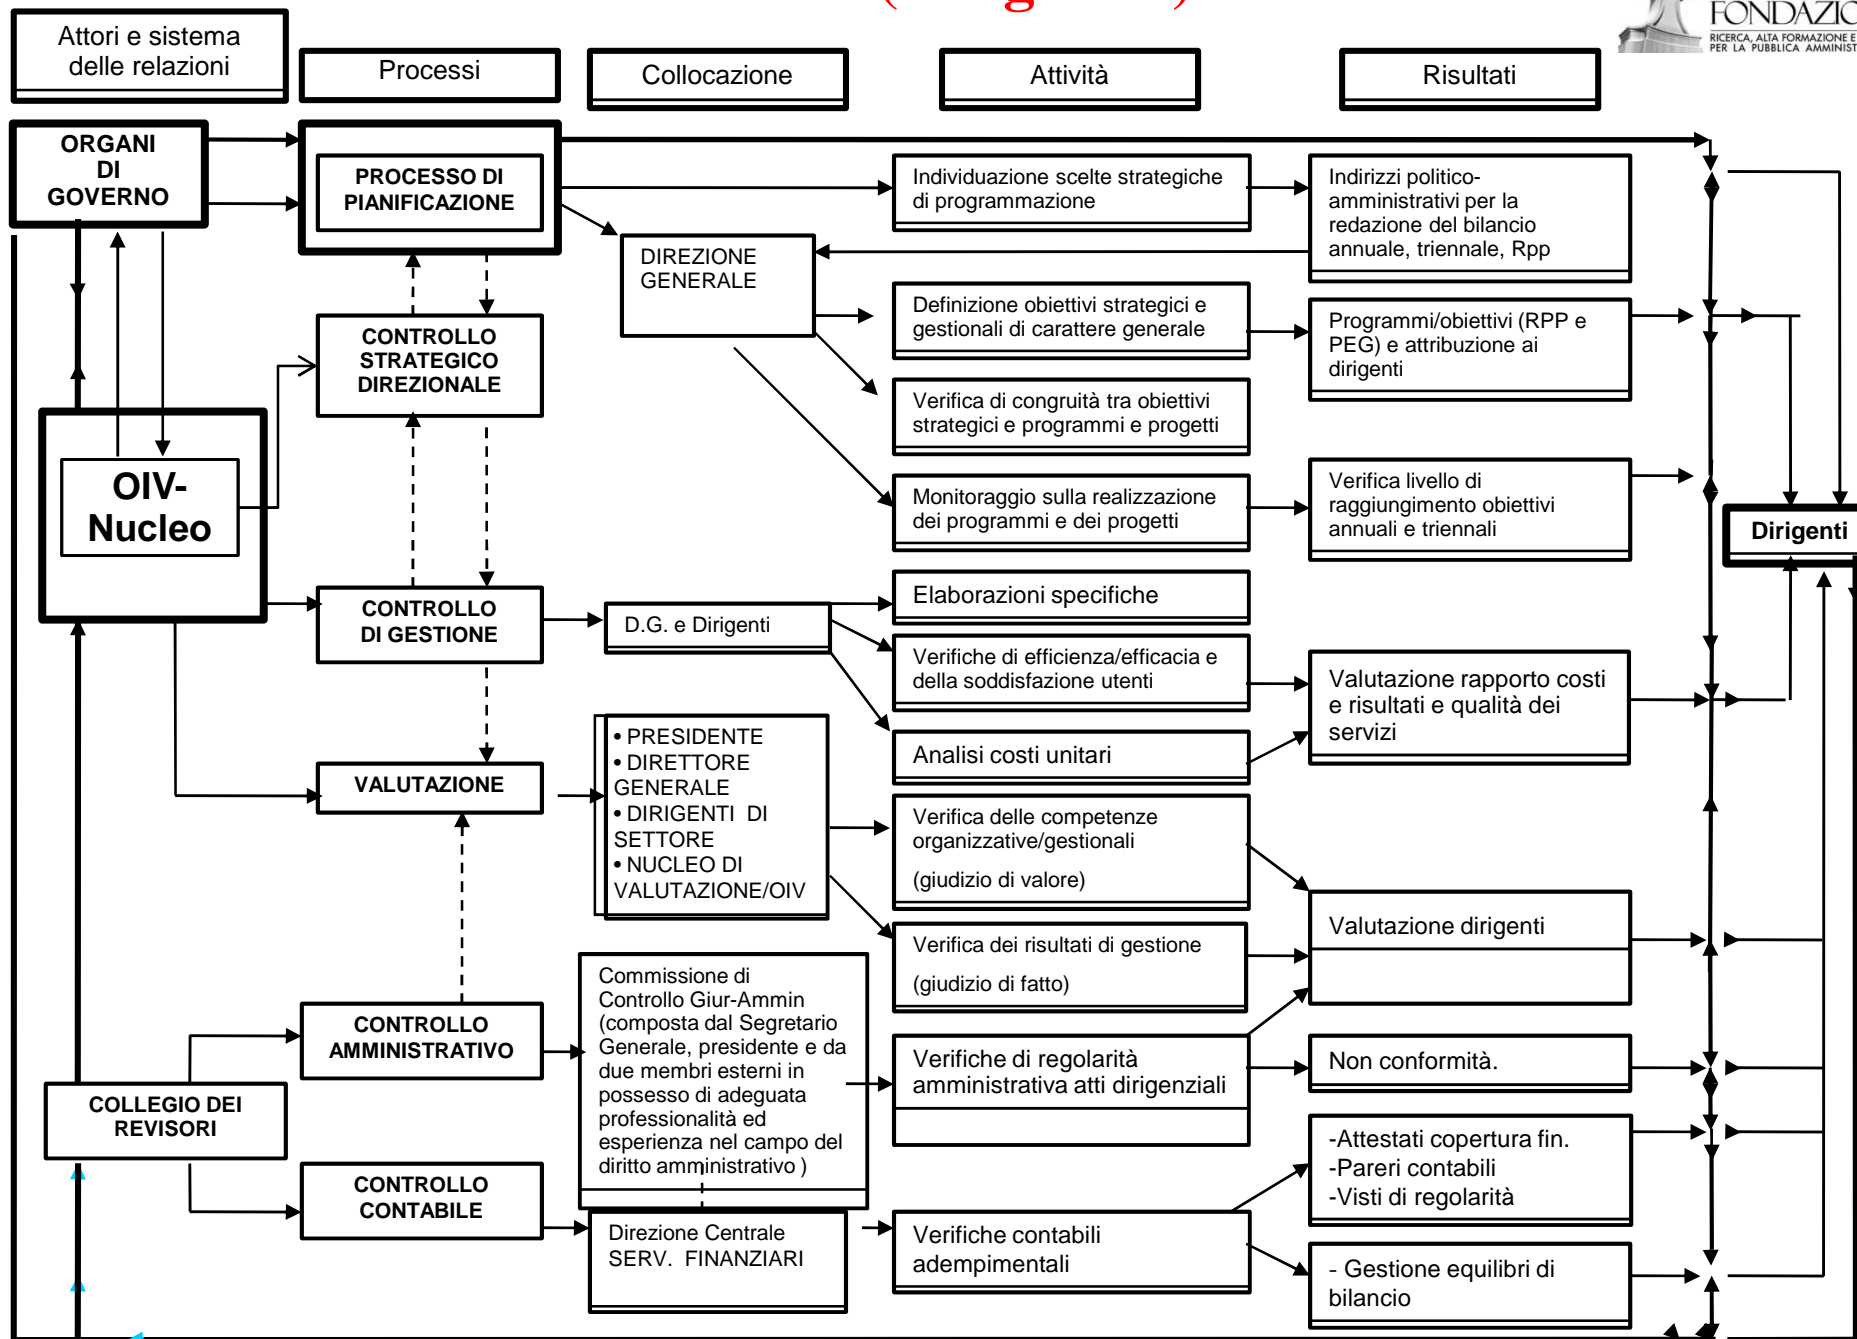 FONDAZIO
RICERCA, ALTA FORMAZIONE E
PER LA PUBBLICA AMMINIST
Attori e sistema
delle relazioni
Processi
Collocazione
Attività
Risultati
ORGANI
DI
GOVERNO
PROCESSO DI
PIANIFICAZIONE
Individuazione scelte strategiche
di programmazione
Indirizzi politico-
amministrativi per la
redazione del bilancio
annuale, triennale, Rpp
DIREZIONE
GENERALE
CONTROLLO
STRATEGICO
DIREZIONALE
Definizione obiettivi strategici e
gestionali di carattere generale
Programmi/obiettivi (RPP e
PEG) e attribuzione ai
dirigenti
Verifica di congruità tra obiettivi
strategici e programmi e progetti
OIV-
Nucleo
Monitoraggio sulla realizzazione
dei programmi e dei progetti
Verifica livello di
raggiungimento obiettivi
annuali e triennali
Dirigenti
CONTROLLO
DI GESTIONE
D.G. e Dirigenti
Elaborazioni specifiche
Verifiche di efficienza/efficacia e
della soddisfazione utenti
Valutazione rapporto costi
e risultati e qualità dei
servizi
Analisi costi unitari
VALUTAZIONE
• PRESIDENTE
• DIRETTORE
GENERALE
• DIRIGENTI DI
SETTORE
• NUCLEO DI
VALUTAZIONE/OIV
Verifica delle competenze
organizzative/gestionali
(giudizio di valore)
Verifica dei risultati di gestione
(giudizio di fatto)
Valutazione dirigenti
CONTROLLO
AMMINISTRATIVO
Commissione di
Controllo Giur-Ammin
(composta dal Segretario
Generale, presidente e da
due membri esterni in
possesso di adeguata
professionalità ed
esperienza nel campo del
diritto amministrativo )
Verifiche di regolarità
amministrativa atti dirigenziali
Non conformità.
COLLEGIO DEI
REVISORI
CONTROLLO
CONTABILE
Direzione Centrale
SERV. FINANZIARI
Verifiche contabili
adempimentali
-Attestati copertura fin.
-Pareri contabili
-Visti di regolarità
- Gestione equilibri di
bilancio